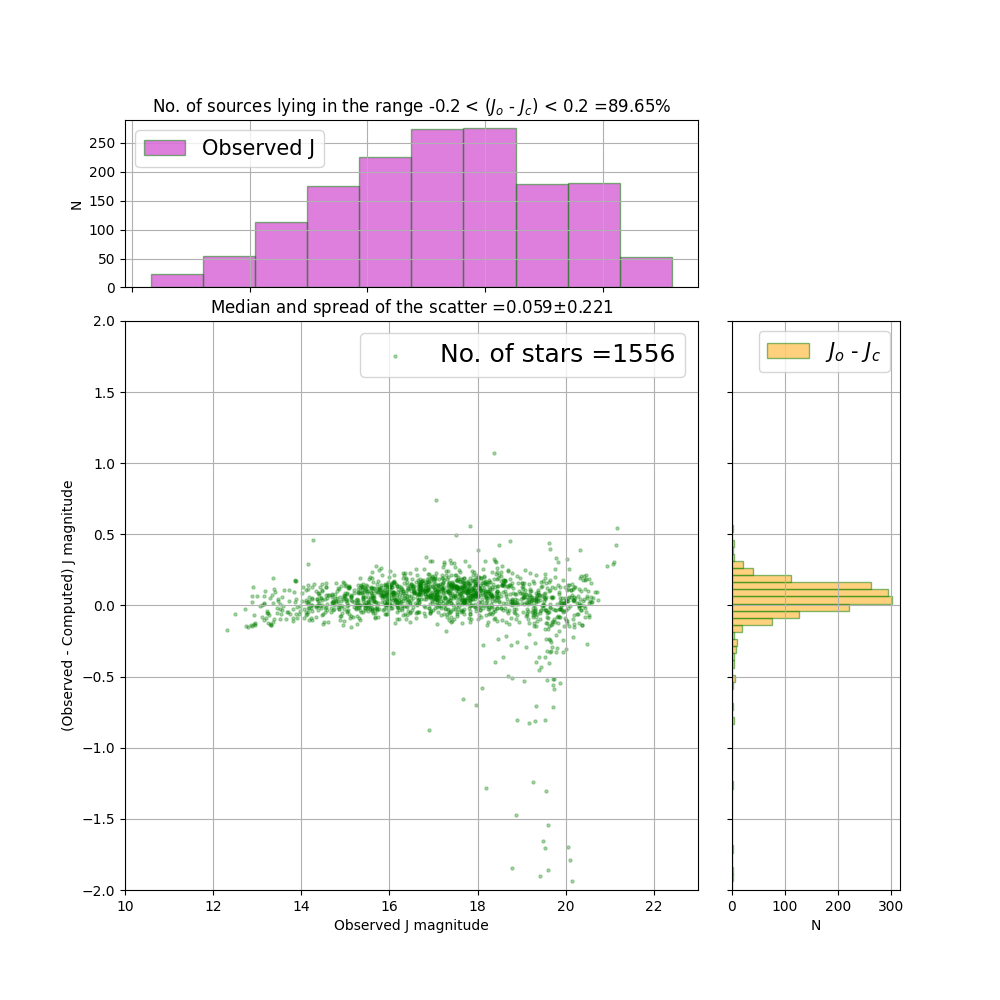 No. of sources lying in the range -0.2 < (J_o - J_c) < 0.2 =89.65%
Observed J
N
250
200
150
100
50
0
Median and spread of the scatter =0.059±0.221
No. of stars =1556
(Observed - Computed) J magnitude
2.0
1.5
1.0
0.5
0.0
−0.5
−1.0
−1.5
−2.0
10 12 14 16 18 20 22
Observed J magnitude
J_o - J_c
0 100 200 300
N